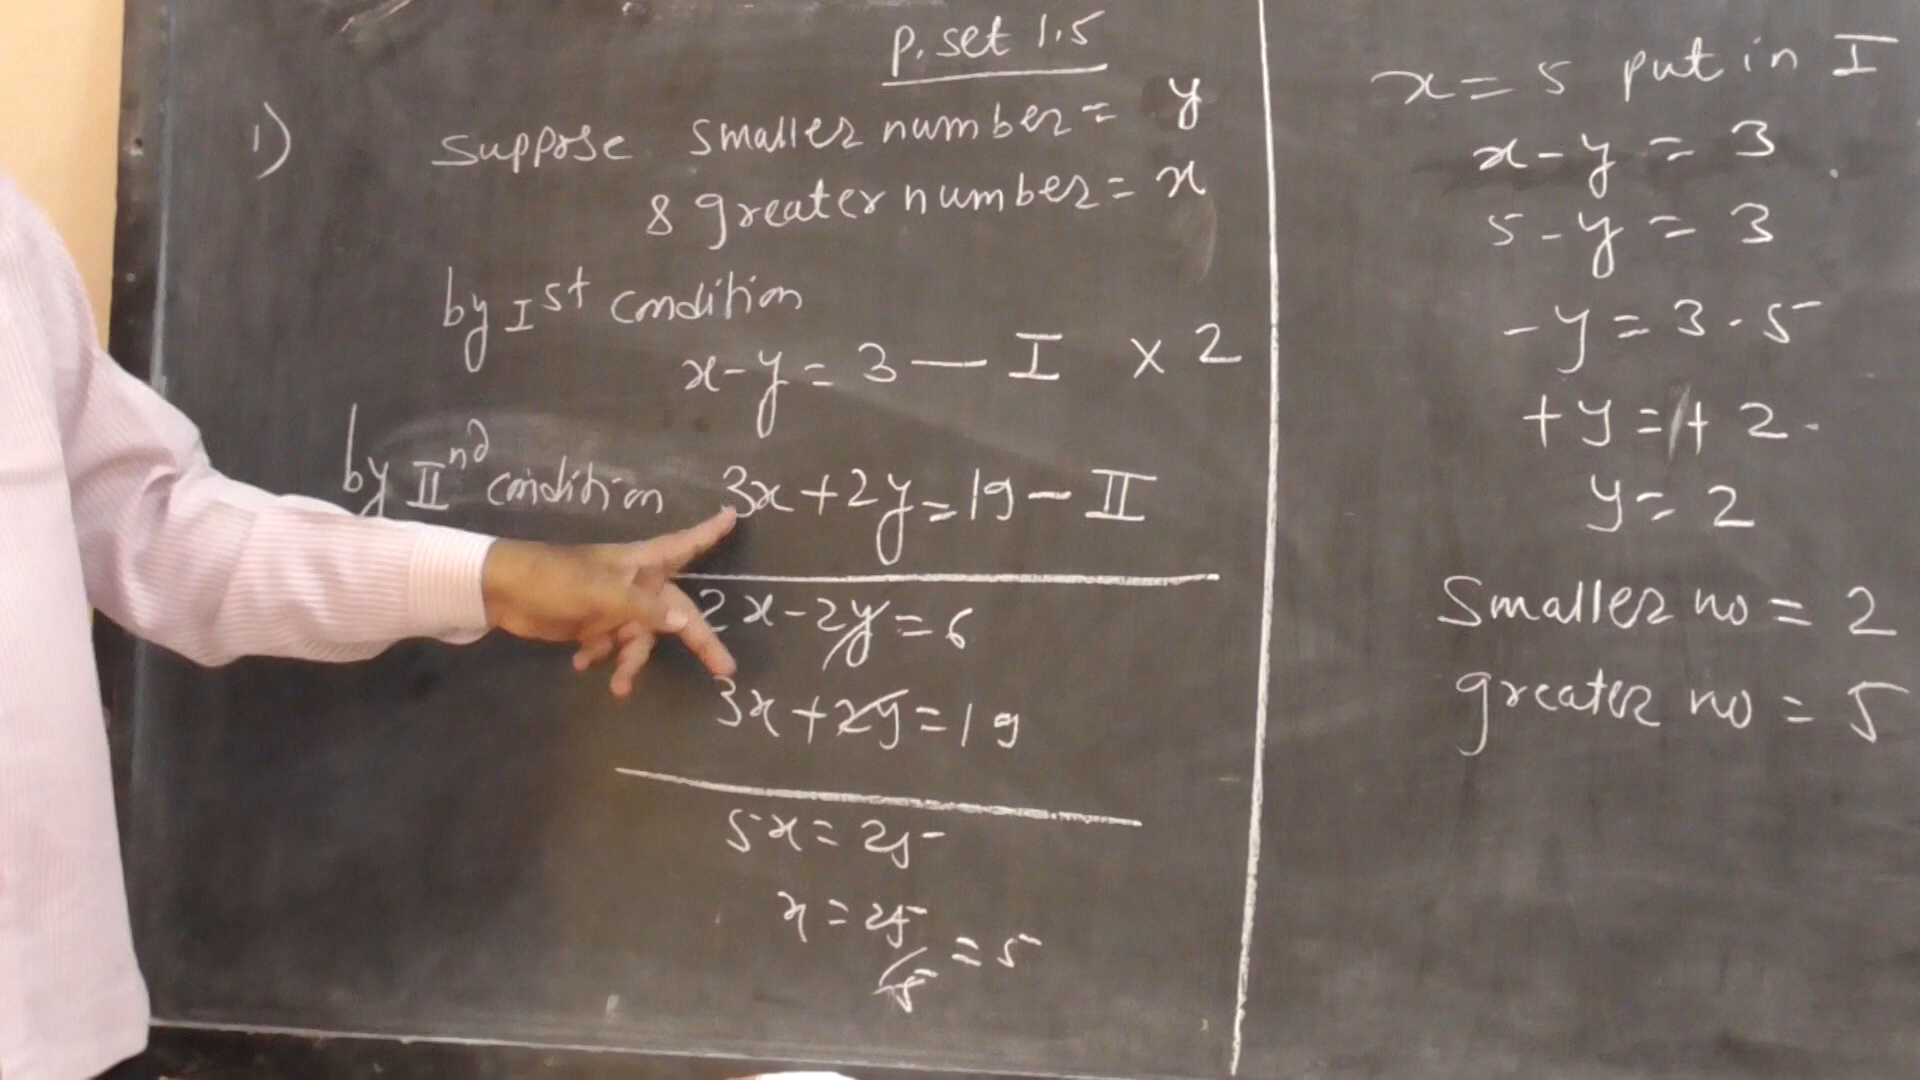 P. set 1.5
1) suppose smaller number = y
& greater number = x
by Ist condition
x - y = 3 — I × 2
by IInd condition 3x + 2y = 19 - II
2x - 2y = 6
3x + 2y = 19
5x = 25
x = 25/5 = 5
x = 5 put in I
x - y = 3
5 - y = 3
- y = 3 - 5
+ y = + 2
y = 2
Smaller no = 2
greater no = 5